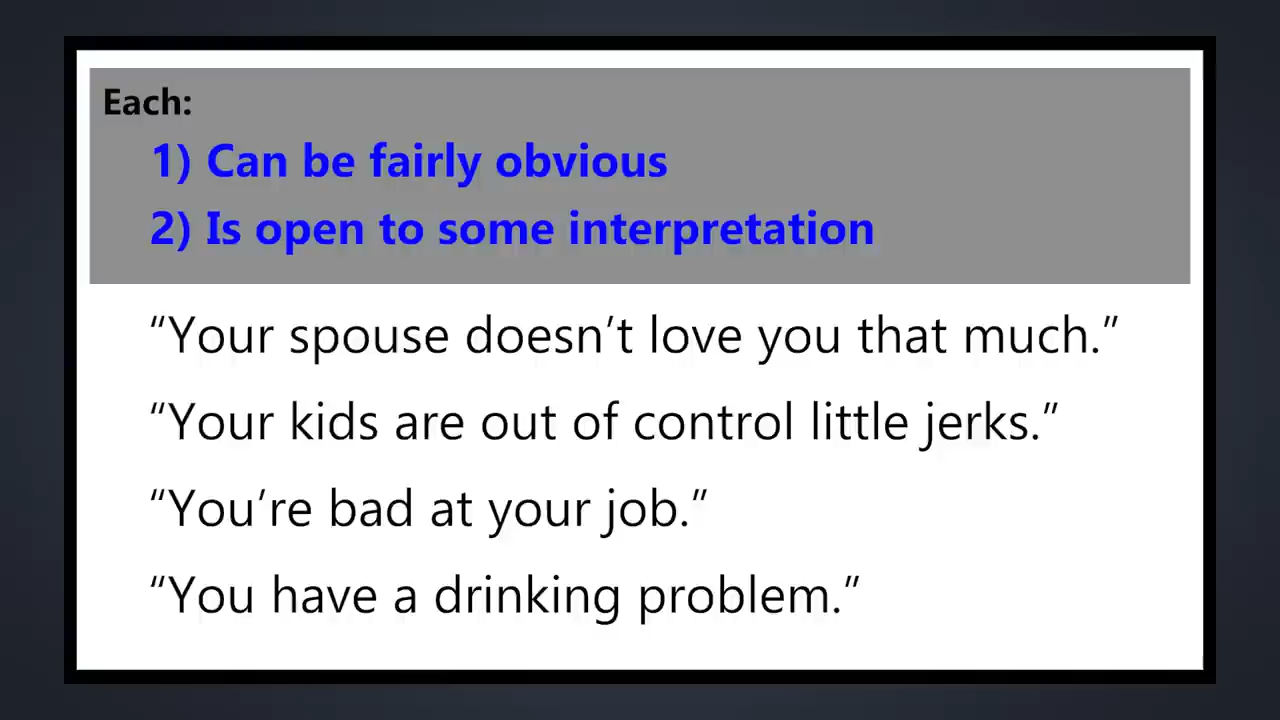 Each:
1) Can be fairly obvious
2) Is open to some interpretation
“Your spouse doesn’t love you that much.”
“Your kids are out of control little jerks.”
“You’re bad at your job.”
“You have a drinking problem.”